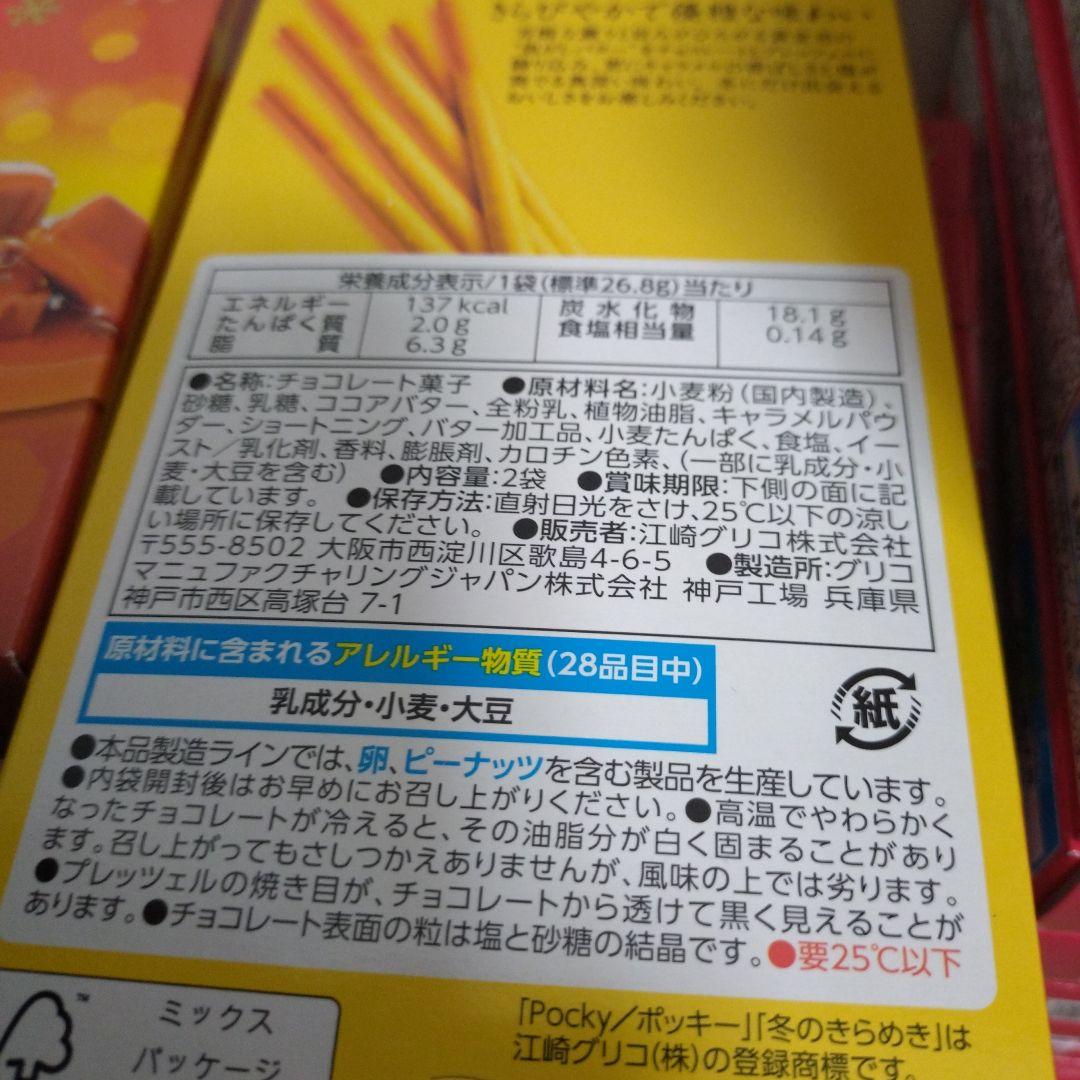 きらびやかで優雅な味わい
おいしさをお楽しみください。
栄養成分表示/1袋(標準26.8g)当たり
エネルギー 137kcal 炭水化物 18.1g
たんぱく質 2.0g 食塩相当量 0.14g
脂質 6.3g
●名称:チョコレート菓子 ●原材料名:小麦粉(国内製造)、
砂糖、乳糖、ココアバター、全粉乳、植物油脂、キャラメルパウ
ダー、ショートニング、バター加工品、小麦たんぱく、食塩、イー
スト/乳化剤、香料、膨脹剤、カロチン色素、(一部に乳成分・小
麦・大豆を含む) ●内容量:2袋 ●賞味期限:下側の面に記
載しています。 ●保存方法:直射日光をさけ、25℃以下の涼し
い場所に保存してください。 ●販売者:江崎グリコ株式会社
〒555-8502 大阪市西淀川区歌島4-6-5 ●製造所:グリコ
マニュファクチャリングジャパン株式会社 神戸工場 兵庫県
神戸市西区高塚台 7-1
原材料に含まれるアレルギー物質(28品目中)
乳成分・小麦・大豆
紙
●本品製造ラインでは、卵、ピーナッツを含む製品を生産しています。
●内袋開封後はお早めにお召し上がりください。●高温でやわらかく
なったチョコレートが冷えると、その油脂分が白く固まることがあり
ます。召し上がってもさしつかえありませんが、風味の上では劣ります。
●プレッツェルの焼き目が、チョコレートから透けて黒く見えることが
あります。●チョコレート表面の粒は塩と砂糖の結晶です。●要25℃以下
TM
ミックス
パッケージ
「Pocky/ポッキー」「冬のきらめき」は
江崎グリコ(株)の登録商標です。